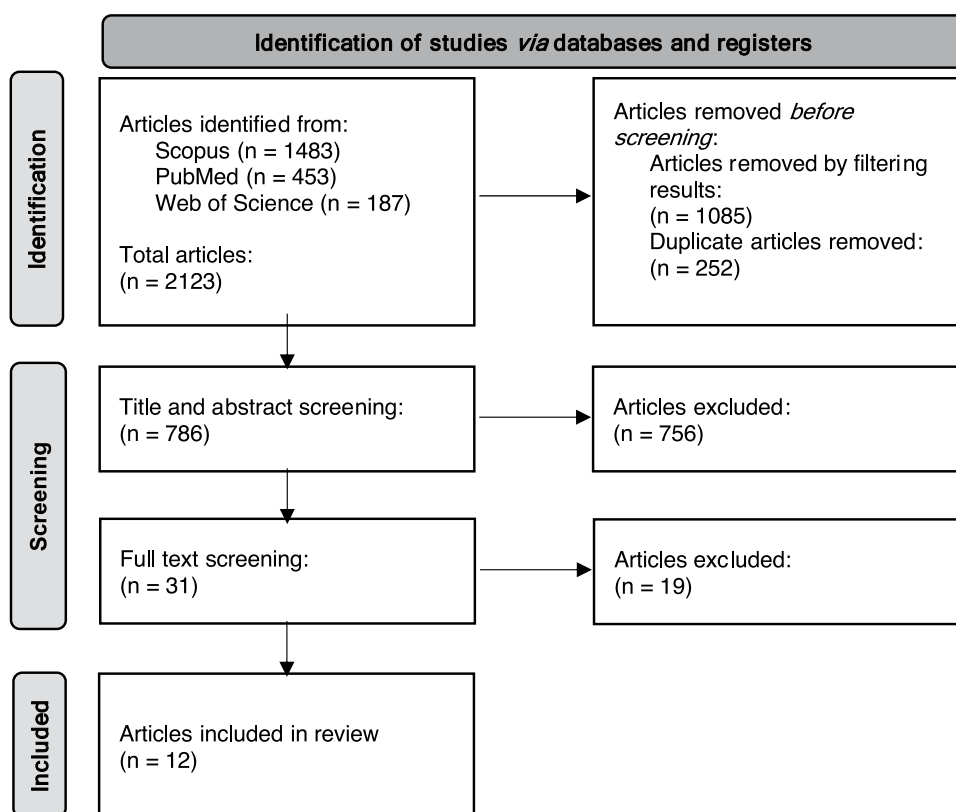 Identification of studies via databases and registers
Identification
Articles identified from:
Scopus (n = 1483)
PubMed (n = 453)
Web of Science (n = 187)
Total articles:
(n = 2123)
Articles removed before
screening:
Articles removed by filtering
results:
(n = 1085)
Duplicate articles removed:
(n = 252)
Screening
Title and abstract screening:
(n = 786)
Articles excluded:
(n = 756)
Full text screening:
(n = 31)
Articles excluded:
(n = 19)
Included
Articles included in review
(n = 12)